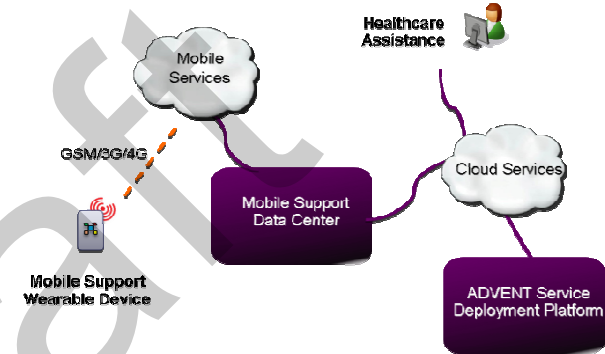 Healthcare
Assistance
Mobile
Services
GSM/3G/4G
Cloud Services
Mobile Support
Data Center
Mobile Support
Wearable Device
ADVENT Service
Deployment Platform